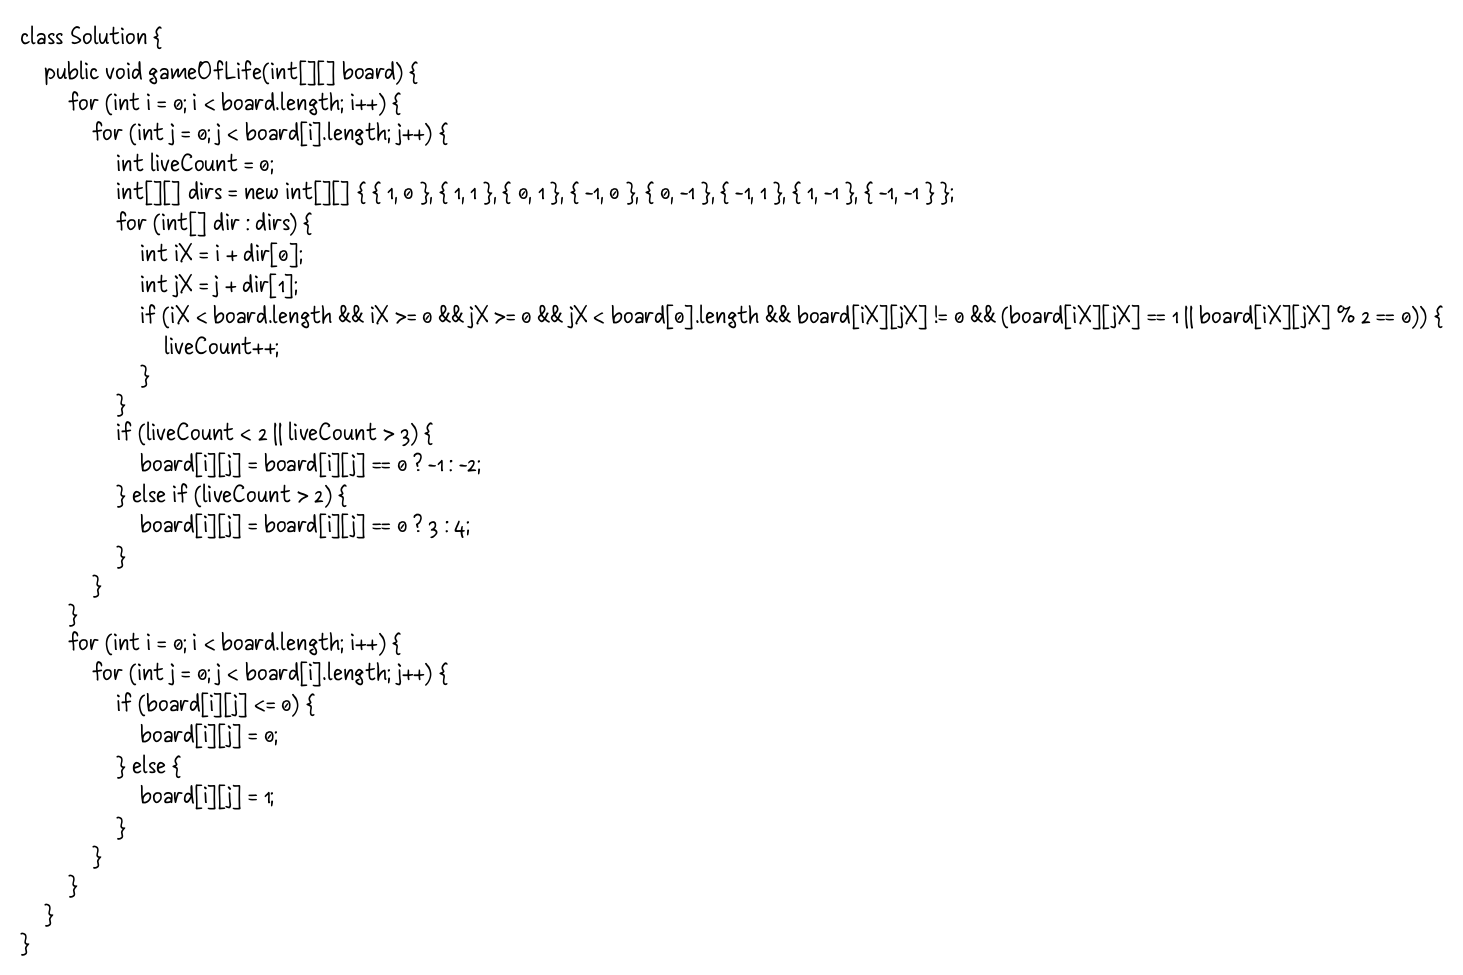 class Solution {
public void gameOfLife(int[][] board) {
for (int i = 0; i < board.length; i++) {
for (int j = 0; j < board[i].length; j++) {
int liveCount = 0;
int[][] dirs = new int[][] { { 1, 0 }, { 1, 1 }, { 0, 1 }, { -1, 0 }, { 0, -1 }, { -1, 1 }, { 1, -1 }, { -1, -1 } };
for (int[] dir : dirs) {
int iX = i + dir[0];
int jX = j + dir[1];
if (iX < board.length && iX >= 0 && jX >= 0 && jX < board[0].length && board[iX][jX] != 0 && (board[iX][jX] == 1 || board[iX][jX] % 2 == 0)) {
liveCount++;
}
}
if (liveCount < 2 || liveCount > 3) {
board[i][j] = board[i][j] == 0 ? -1 : -2;
} else if (liveCount > 2) {
board[i][j] = board[i][j] == 0 ? 3 : 4;
}
}
}
for (int i = 0; i < board.length; i++) {
for (int j = 0; j < board[i].length; j++) {
if (board[i][j] <= 0) {
board[i][j] = 0;
} else {
board[i][j] = 1;
}
}
}
}
}